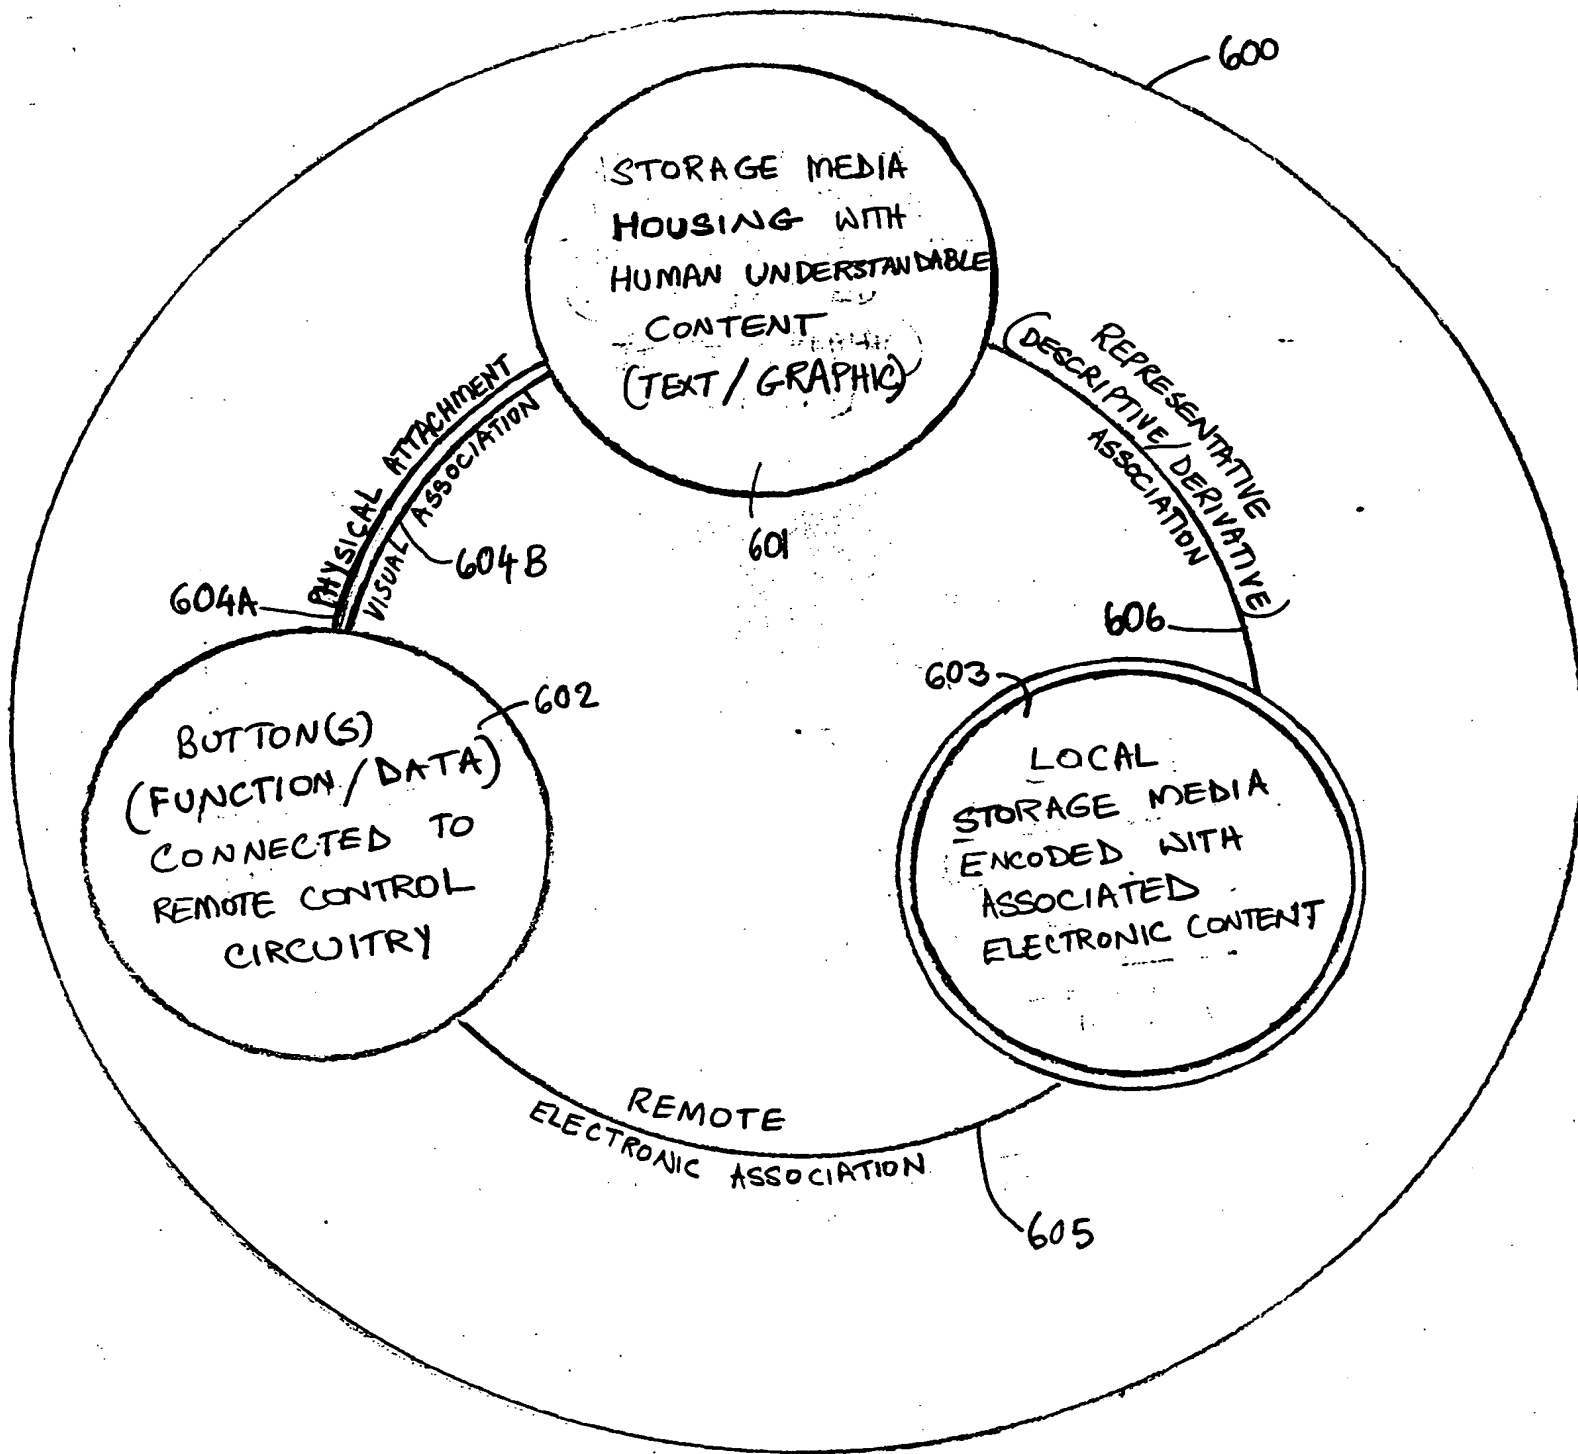 600
STORAGE MEDIA
HOUSING WITH
HUMAN UNDERSTANDABLE
CONTENT
(TEXT/GRAPHIC)
601
PHYSICAL ATTACHMENT
VISUAL ASSOCIATION
604A
604B
REPRESENTATIVE
(DESCRIPTIVE/DERIVATIVE)
ASSOCIATION
606
602
BUTTON(S)
(FUNCTION/DATA)
CONNECTED TO
REMOTE CONTROL
CIRCUITRY
603
LOCAL
STORAGE MEDIA
ENCODED WITH
ASSOCIATED
ELECTRONIC CONTENT
REMOTE
ELECTRONIC ASSOCIATION
605